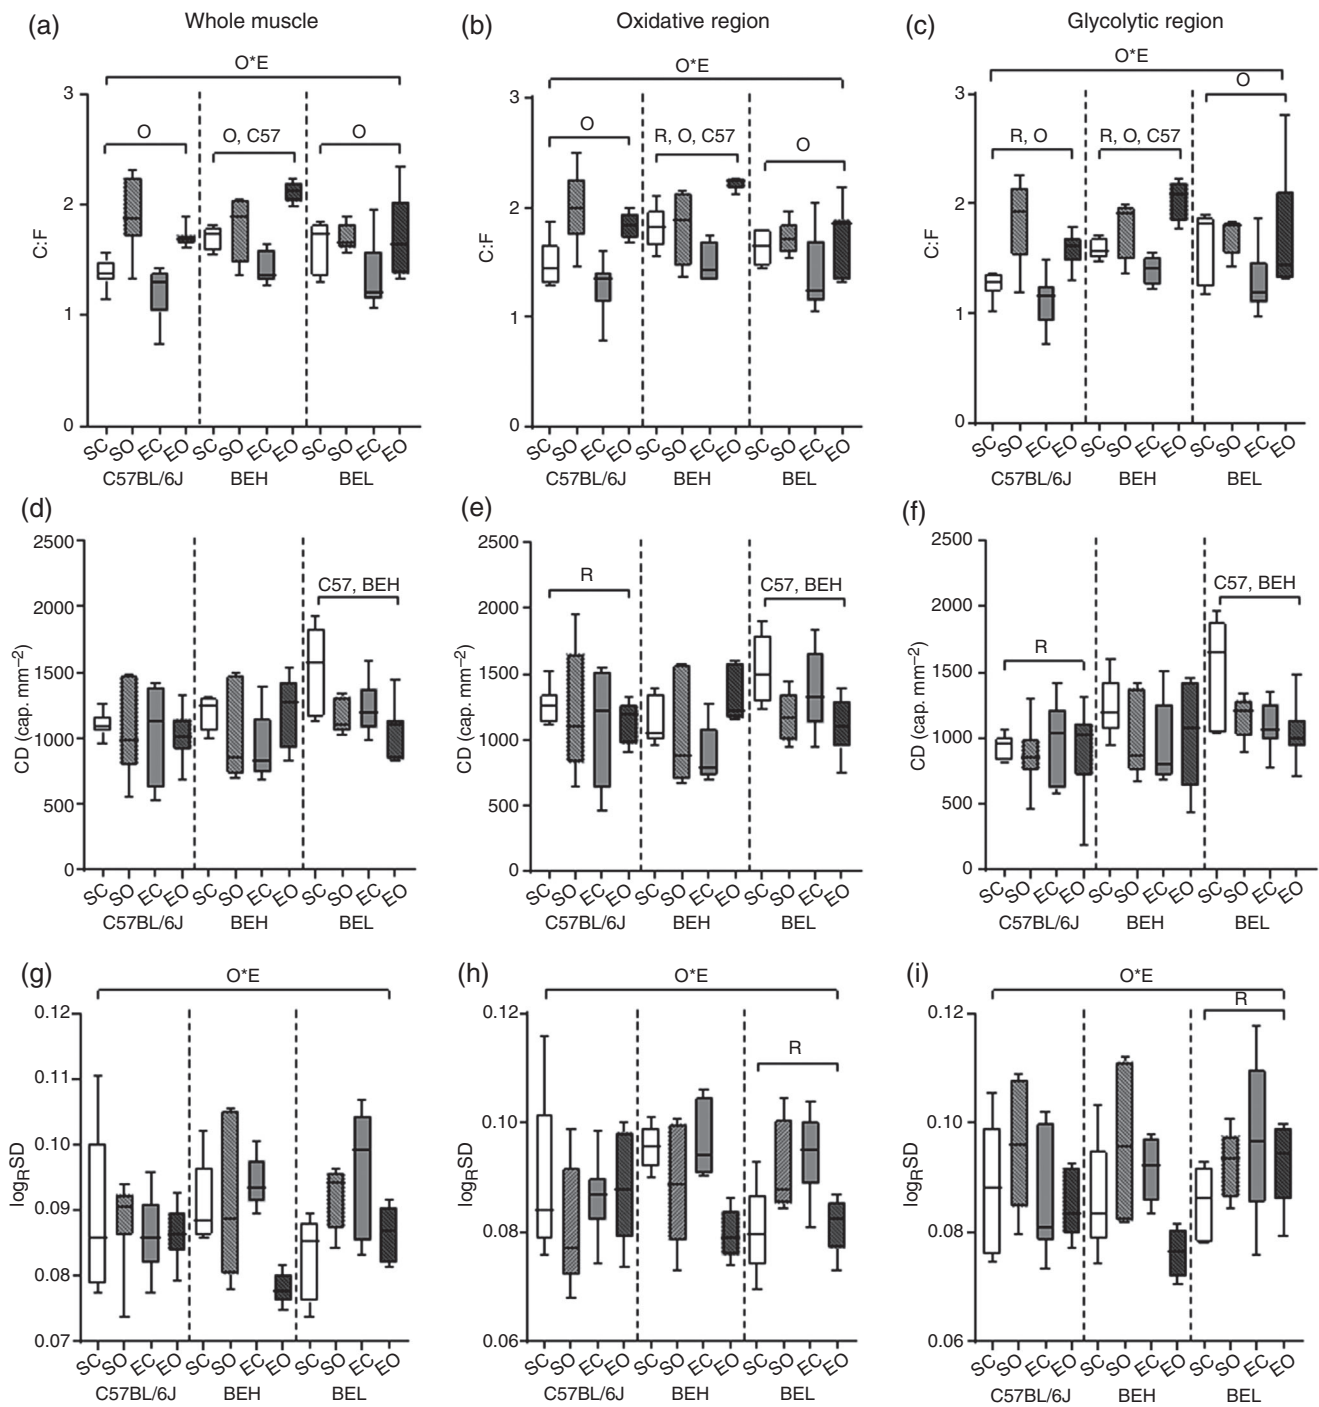 (a) Whole muscle (b) Oxidative region (c) Glycolytic region
O*E O*E O*E
O O, C57 O
O R, O, C57 O
R, O R, O, C57 O
C:F
3
2
1
0
SC SO EC EO SC SO EC EO SC SO EC EO
C57BL/6J BEH BEL
C:F
3
2
1
0
SC SO EC EO SC SO EC EO SC SO EC EO
C57BL/6J BEH BEL
C:F
3
2
1
0
SC SO EC EO SC SO EC EO SC SO EC EO
C57BL/6J BEH BEL
(d)
C57, BEH
CD (cap. mm−2)
2500
2000
1500
1000
500
0
SC SO EC EO SC SO EC EO SC SO EC EO
C57BL/6J BEH BEL
(e)
R C57, BEH
CD (cap. mm−2)
2500
2000
1500
1000
500
0
SC SO EC EO SC SO EC EO SC SO EC EO
C57BL/6J BEH BEL
(f)
R C57, BEH
CD (cap. mm−2)
2500
2000
1500
1000
500
0
SC SO EC EO SC SO EC EO SC SO EC EO
C57BL/6J BEH BEL
(g)
O*E
logRSD
0.12
0.11
0.10
0.09
0.08
0.07
SC SO EC EO SC SO EC EO SC SO EC EO
C57BL/6J BEH BEL
(h)
O*E
R
logRSD
0.12
0.10
0.08
0.06
SC SO EC EO SC SO EC EO SC SO EC EO
C57BL/6J BEH BEL
(i)
O*E
R
logRSD
0.12
0.10
0.08
0.06
SC SO EC EO SC SO EC EO SC SO EC EO
C57BL/6J BEH BEL